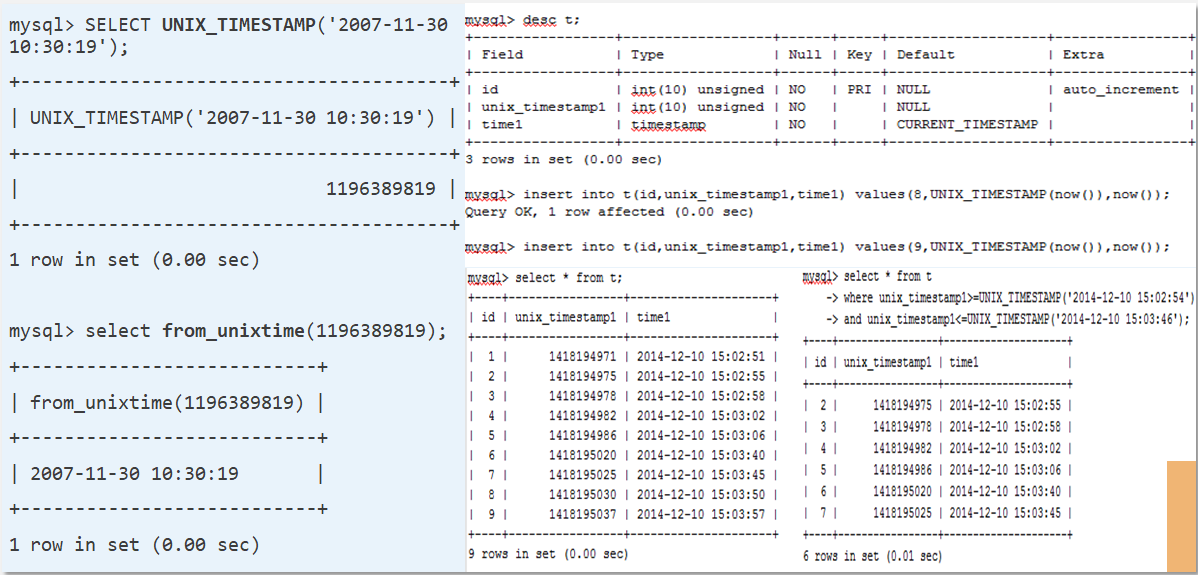 mysql> SELECT UNIX_TIMESTAMP('2007-11-30
10:30:19');
+---------------------------------------+
| UNIX_TIMESTAMP('2007-11-30 10:30:19') |
+---------------------------------------+
| 1196389819 |
+---------------------------------------+
1 row in set (0.00 sec)
mysql> select from_unixtime(1196389819);
+---------------------------+
| from_unixtime(1196389819) |
+---------------------------+
| 2007-11-30 10:30:19 |
+---------------------------+
1 row in set (0.00 sec)
mysql> desc t;
+-----------------+------------------+------+-----+-------------------+----------------+
| Field | Type | Null | Key | Default | Extra |
+-----------------+------------------+------+-----+-------------------+----------------+
| id | int(10) unsigned | NO | PRI | NULL | auto_increment |
| unix_timestamp1 | int(10) unsigned | NO | | NULL | |
| time1 | timestamp | NO | | CURRENT_TIMESTAMP | |
+-----------------+------------------+------+-----+-------------------+----------------+
3 rows in set (0.00 sec)
mysql> insert into t(id,unix_timestamp1,time1) values(8,UNIX_TIMESTAMP(now()),now());
Query OK, 1 row affected (0.00 sec)
mysql> insert into t(id,unix_timestamp1,time1) values(9,UNIX_TIMESTAMP(now()),now());
mysql> select * from t;
+----+-----------------+---------------------+
| id | unix_timestamp1 | time1 |
+----+-----------------+---------------------+
| 1 | 1418194971 | 2014-12-10 15:02:51 |
| 2 | 1418194975 | 2014-12-10 15:02:55 |
| 3 | 1418194978 | 2014-12-10 15:02:58 |
| 4 | 1418194982 | 2014-12-10 15:03:02 |
| 5 | 1418194986 | 2014-12-10 15:03:06 |
| 6 | 1418195020 | 2014-12-10 15:03:40 |
| 7 | 1418195025 | 2014-12-10 15:03:45 |
| 8 | 1418195030 | 2014-12-10 15:03:50 |
| 9 | 1418195037 | 2014-12-10 15:03:57 |
+----+-----------------+---------------------+
9 rows in set (0.00 sec)
mysql> select * from t
-> where unix_timestamp1>=UNIX_TIMESTAMP('2014-12-10 15:02:54')
-> and unix_timestamp1<=UNIX_TIMESTAMP('2014-12-10 15:03:46');
+----+-----------------+---------------------+
| id | unix_timestamp1 | time1 |
+----+-----------------+---------------------+
| 2 | 1418194975 | 2014-12-10 15:02:55 |
| 3 | 1418194978 | 2014-12-10 15:02:58 |
| 4 | 1418194982 | 2014-12-10 15:03:02 |
| 5 | 1418194986 | 2014-12-10 15:03:06 |
| 6 | 1418195020 | 2014-12-10 15:03:40 |
| 7 | 1418195025 | 2014-12-10 15:03:45 |
+----+-----------------+---------------------+
6 rows in set (0.01 sec)